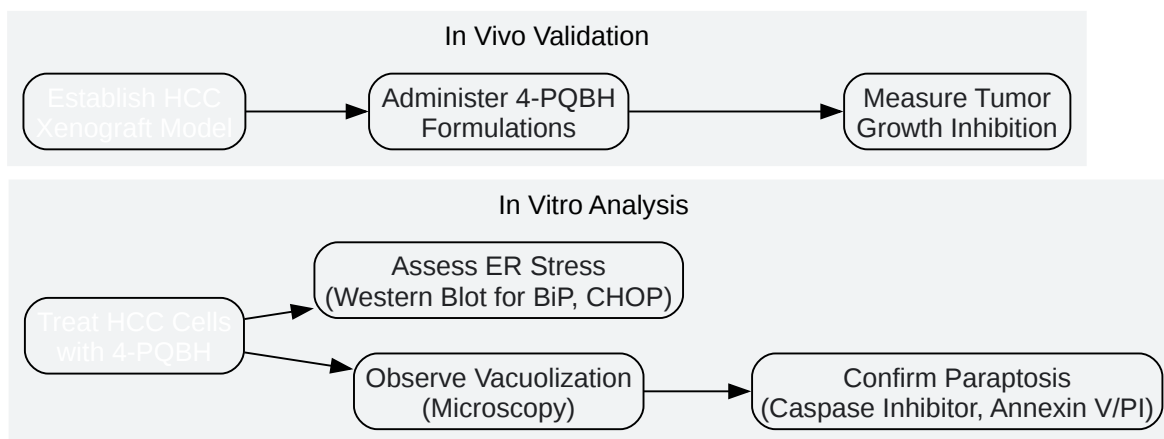 In Vivo Validation
Establish HCC
Xenograft Model
Administer 4-PQBH
Formulations
Measure Tumor
Growth Inhibition
In Vitro Analysis
Assess ER Stress
(Western Blot for BiP, CHOP)
Treat HCC Cells
with 4-PQBH
Observe Vacuolization
(Microscopy)
Confirm Paraptosis
(Caspase Inhibitor, Annexin V/PI)